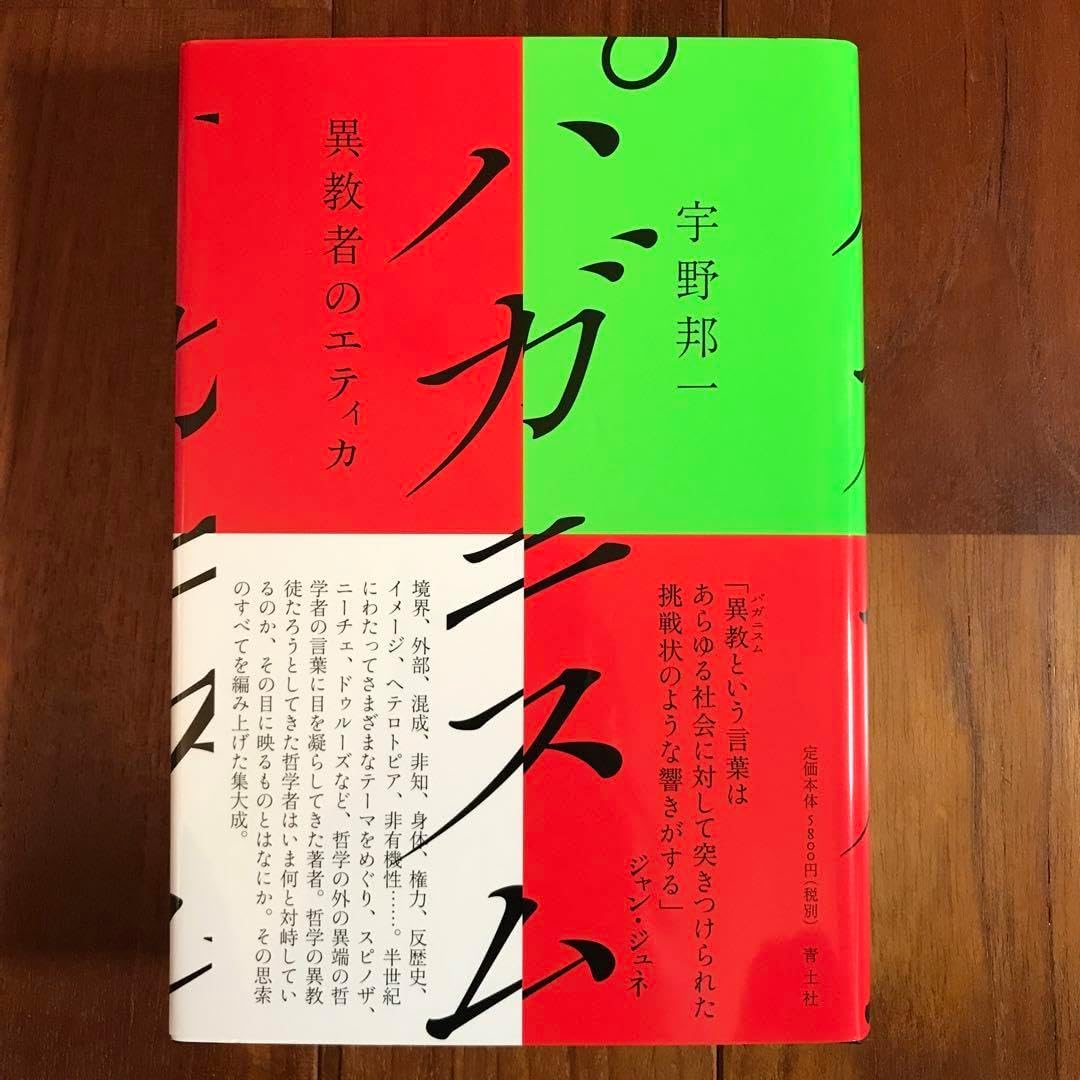 パガニスム
異教者のエティカ
宇野邦一
「異教という言葉は
パガニスム
あらゆる社会に対して突きつけられた
挑戦状のような響きがする」
ジャン・ジュネ
定価本体5800円(税別) 青土社
境界、外部、混成、非知、身体、権力、反歴史、
イメージ、ヘテロトピア、非有機性……。半世紀
にわたってさまざまなテーマをめぐり、スピノザ、
ニーチェ、ドゥルーズなど、哲学の外の異端の哲
学者の言葉に目を凝らしてきた著者。哲学の異教
徒たろうとしてきた哲学者はいま何と対峙してい
るのか、その目に映るものとはなにか。その思索
のすべてを編み上げた集大成。